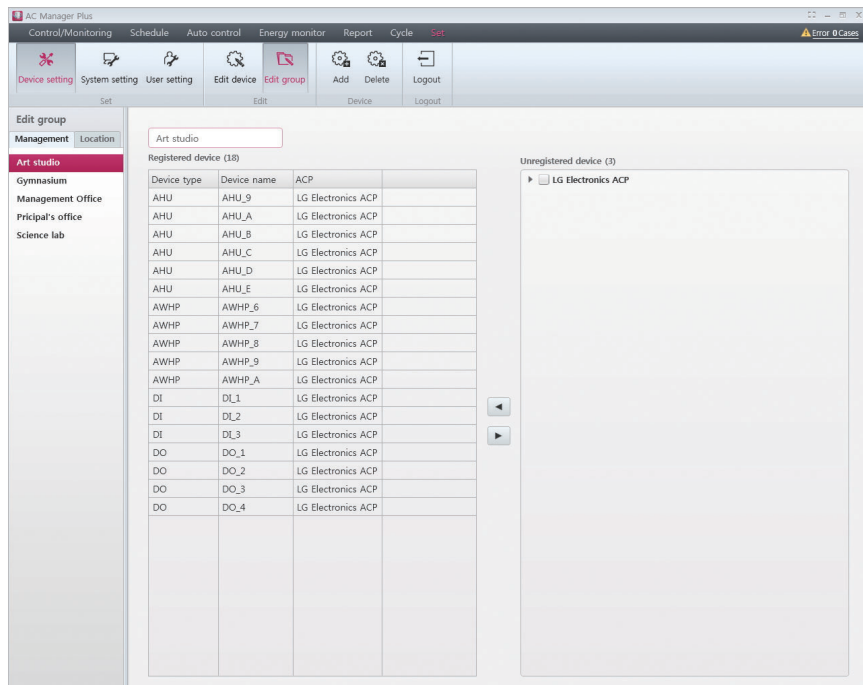 AC Manager Plus
Control/Monitoring Schedule Auto control Energy monitor Report Cycle Set
Error 0 Cases
Device setting System setting User setting Edit device Edit group Add Delete Logout
Set Edit Device Logout
Edit group
Management Location
Art studio
Gymnasium
Management Office
Pricipal's office
Science lab
Art studio
Registered device (18)
Device type Device name ACP
AHU AHU_9 LG Electronics ACP
AHU AHU_A LG Electronics ACP
AHU AHU_B LG Electronics ACP
AHU AHU_C LG Electronics ACP
AHU AHU_D LG Electronics ACP
AHU AHU_E LG Electronics ACP
AWHP AWHP_6 LG Electronics ACP
AWHP AWHP_7 LG Electronics ACP
AWHP AWHP_8 LG Electronics ACP
AWHP AWHP_9 LG Electronics ACP
AWHP AWHP_A LG Electronics ACP
DI DI_1 LG Electronics ACP
DI DI_2 LG Electronics ACP
DI DI_3 LG Electronics ACP
DO DO_1 LG Electronics ACP
DO DO_2 LG Electronics ACP
DO DO_3 LG Electronics ACP
DO DO_4 LG Electronics ACP
Unregistered device (3)
LG Electronics ACP